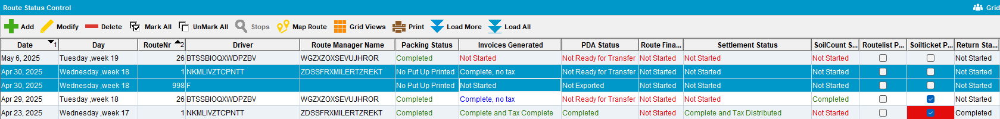 Route Status Control Grid
Add Modify Delete Mark All UnMark All Stops Map Route Grid Views Print Load More Load All
Date 1 Day RouteNr 2 Driver Route Manager Name Packing Status Invoices Generated PDA Status Route Fina... Settlement Status SoilCount S... Routelist P... Soilticket P... Return Sta...
May 6, 2025 Tuesday ,week 19 26 BTSSBIOQXWDPZBV WGZXZOXSEVUJHROR Completed Not Started Not Ready for Transfer Not Started Not Started Not Started Not Started
Apr 30, 2025 Wednesday ,week 18 1 NKMLIVZTCPNTT ZDSSFRXMILERTZREKT No Put Up Printed Complete, no tax Not Ready for Transfer Not Started Not Started Not Started Not Started
Apr 30, 2025 Wednesday ,week 18 998 F No Put Up Printed Not Started Not Exported Not Started Not Started Not Started Not Started
Apr 29, 2025 Tuesday ,week 18 26 BTSSBIOQXWDPZBV WGZXZOXSEVUJHROR Completed Complete, no tax Not Ready for Transfer Not Started Not Started Completed Not Started
Apr 23, 2025 Wednesday ,week 17 1 NKMLIVZTCPNTT ZDSSFRXMILERTZREKT Completed Complete and Tax Complete Completed Not Started Complete and Tax Distributed Not Started Completed